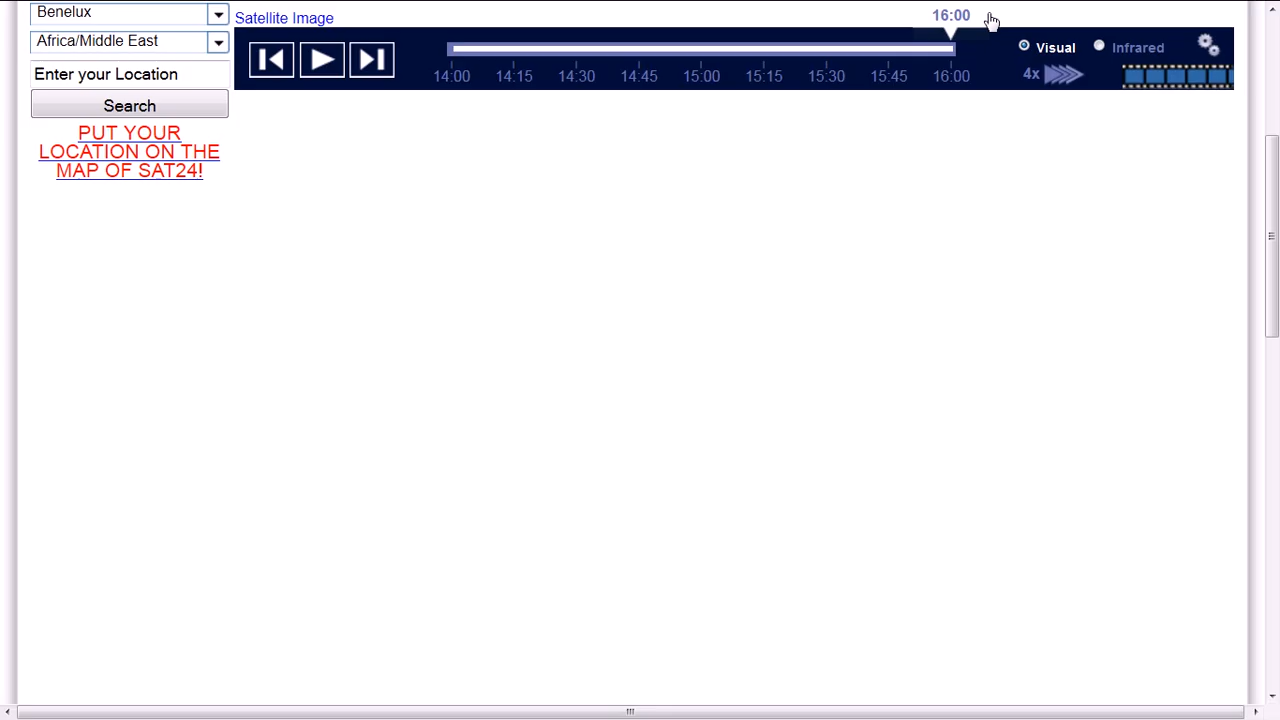 Benelux
Satellite Image
16:00
Africa/Middle East
Visual
Infrared
Enter your Location
14:00 14:15 14:30 14:45 15:00 15:15 15:30 15:45 16:00
4x
Search
PUT YOUR
LOCATION ON THE
MAP OF SAT24!